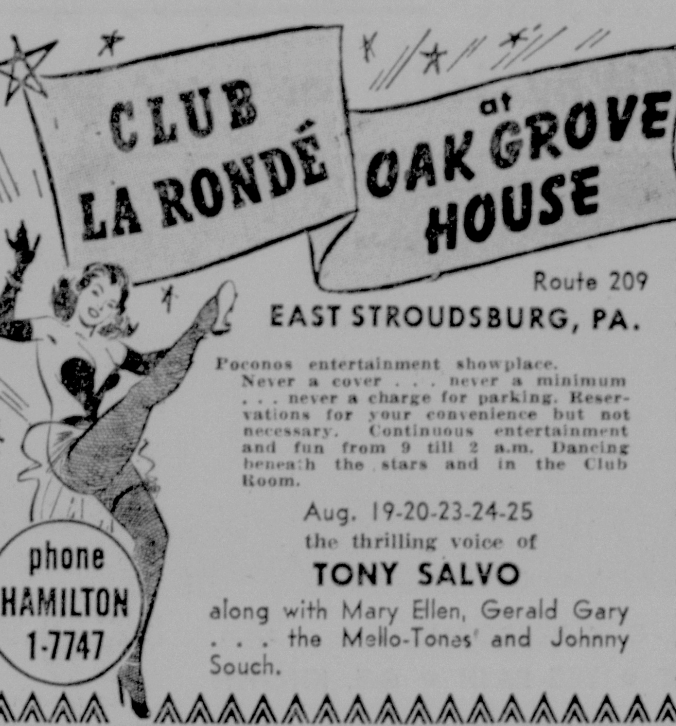 CLUB
LA RONDÉ
at
OAK GROVE
HOUSE
Route 209
EAST STROUDSBURG, PA.
Poconos entertainment showplace.
Never a cover . . . never a minimum
. . . never a charge for parking. Reser-
vations for your convenience but not
necessary. Continuous entertainment
and fun from 9 till 2 a.m. Dancing
beneath the stars and in the Club
Room.
Aug. 19-20-23-24-25
the thrilling voice of
TONY SALVO
along with Mary Ellen, Gerald Gary
. . . the Mello-Tones' and Johnny
Souch.
phone
HAMILTON
1-7747